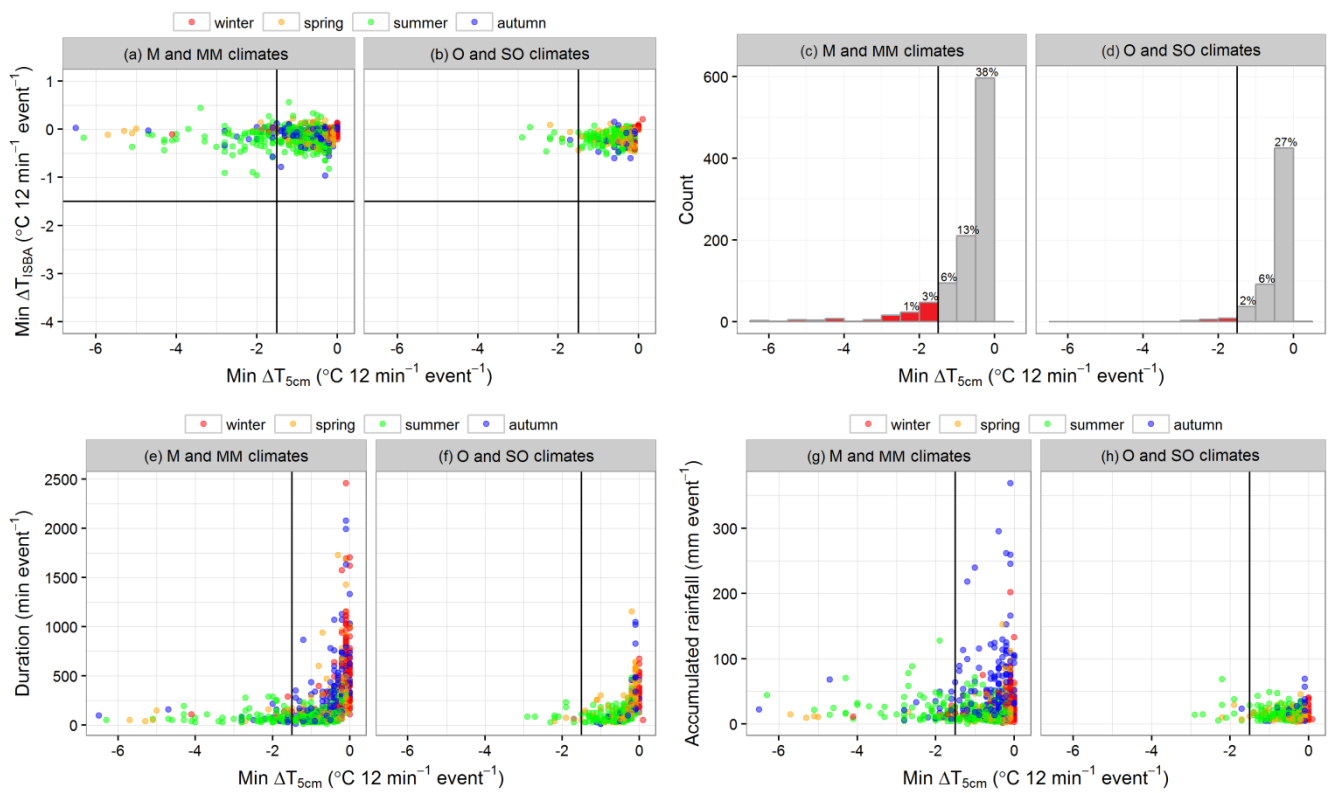 winter spring summer autumn
(a) M and MM climates (b) O and SO climates
1
0
-1
-2
-3
-4
Min ΔT_ISBA (°C 12 min⁻¹ event⁻¹)
-6 -4 -2 0 -6 -4 -2 0
Min ΔT_5cm (°C 12 min⁻¹ event⁻¹)
(c) M and MM climates (d) O and SO climates
600
400
200
0
Count
1% 3% 6% 13% 38%
2% 6% 27%
-6 -4 -2 0 -6 -4 -2 0
Min ΔT_5cm (°C 12 min⁻¹ event⁻¹)
winter spring summer autumn
(e) M and MM climates (f) O and SO climates
2500
2000
1500
1000
500
0
Duration (min event⁻¹)
-6 -4 -2 0 -6 -4 -2 0
Min ΔT_5cm (°C 12 min⁻¹ event⁻¹)
winter spring summer autumn
(g) M and MM climates (h) O and SO climates
300
200
100
0
Accumulated rainfall (mm event⁻¹)
-6 -4 -2 0 -6 -4 -2 0
Min ΔT_5cm (°C 12 min⁻¹ event⁻¹)